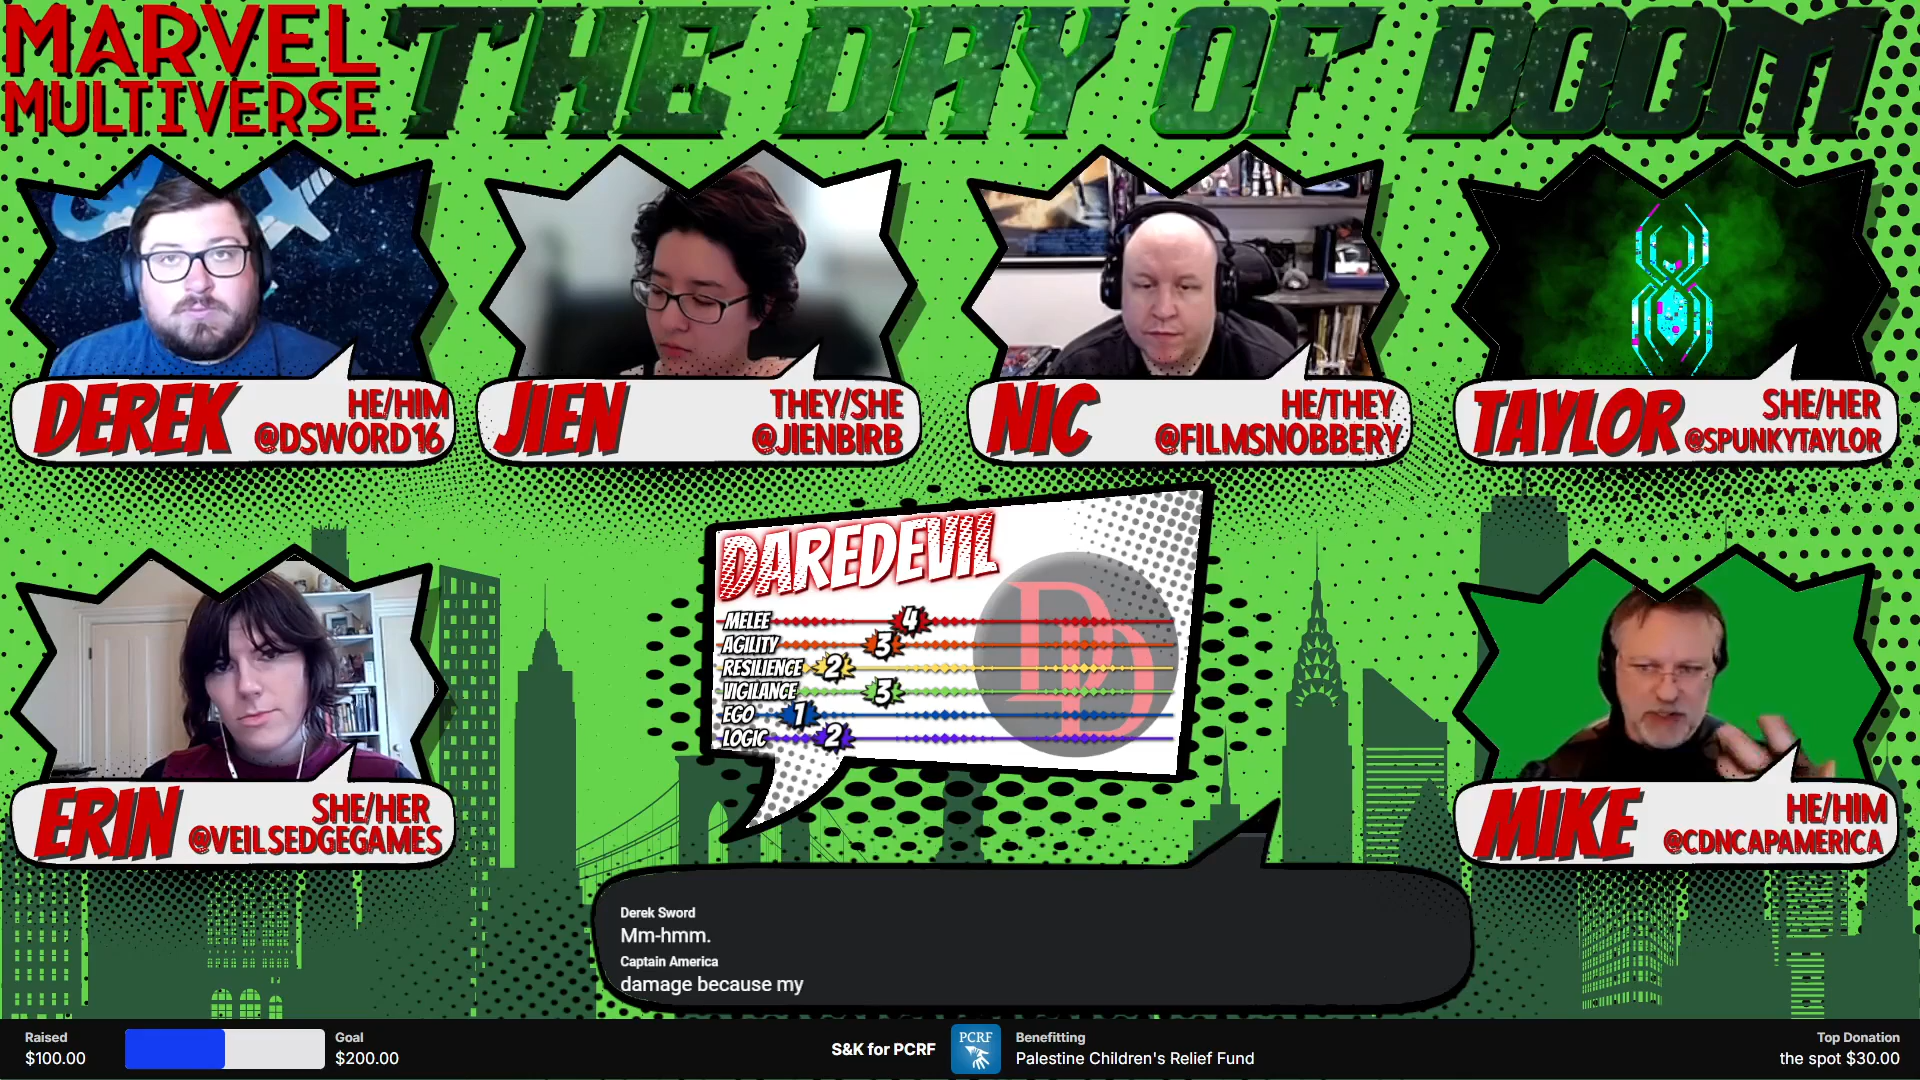 MARVEL
MULTIVERSE
THE DAY OF DOOM
DEREK
HE/HIM
@DSWORD16
JIEN
THEY/SHE
@JIENBIRB
NIC
HE/THEY
@FILMSNOBBERY
TAYLOR
SHE/HER
@SPUNKYTAYLOR
DAREDEVIL
MELEE 4
AGILITY 3
RESILIENCE 2
VIGILANCE 3
EGO 1
LOGIC 2
DD
ERIN
SHE/HER
@VEILSEDGEGAMES
MIKE
HE/HIM
@CDNCAPAMERICA
Derek Sword
Mm-hmm.
Captain America
damage because my
Raised
$100.00
Goal
$200.00
S&K for PCRF
PCRF
Benefitting
Palestine Children's Relief Fund
Top Donation
the spot $30.00